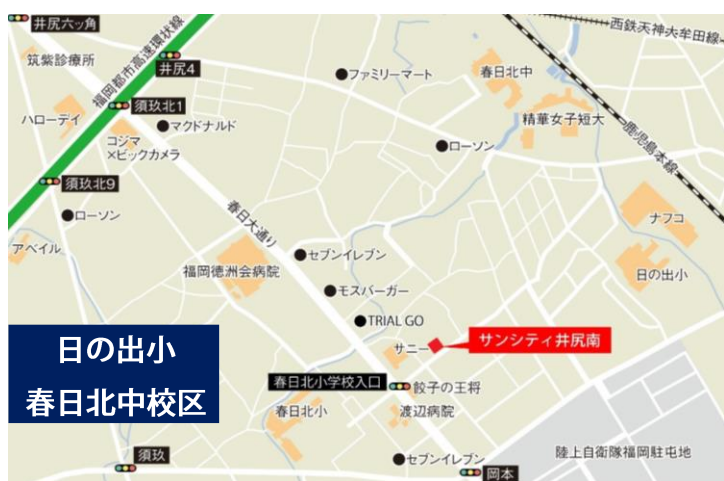 井尻六ッ角
西鉄天神大牟田線
筑紫診療所
福岡都市高速環状線
井尻4
ファミリーマート
春日北中
ハローデイ
須玖北1
マクドナルド
精華女子短大
コジマ
×ビックカメラ
ローソン
鹿児島本線
須玖北9
ローソン
春日大通り
ナフコ
アベイル
福岡徳洲会病院
セブンイレブン
日の出小
モスバーガー
TRIAL GO
サニー
サンシティ井尻南
日の出小
春日北中校区
春日北小学校入口
餃子の王将
春日北小
渡辺病院
須玖
セブンイレブン
岡本
陸上自衛隊福岡駐屯地